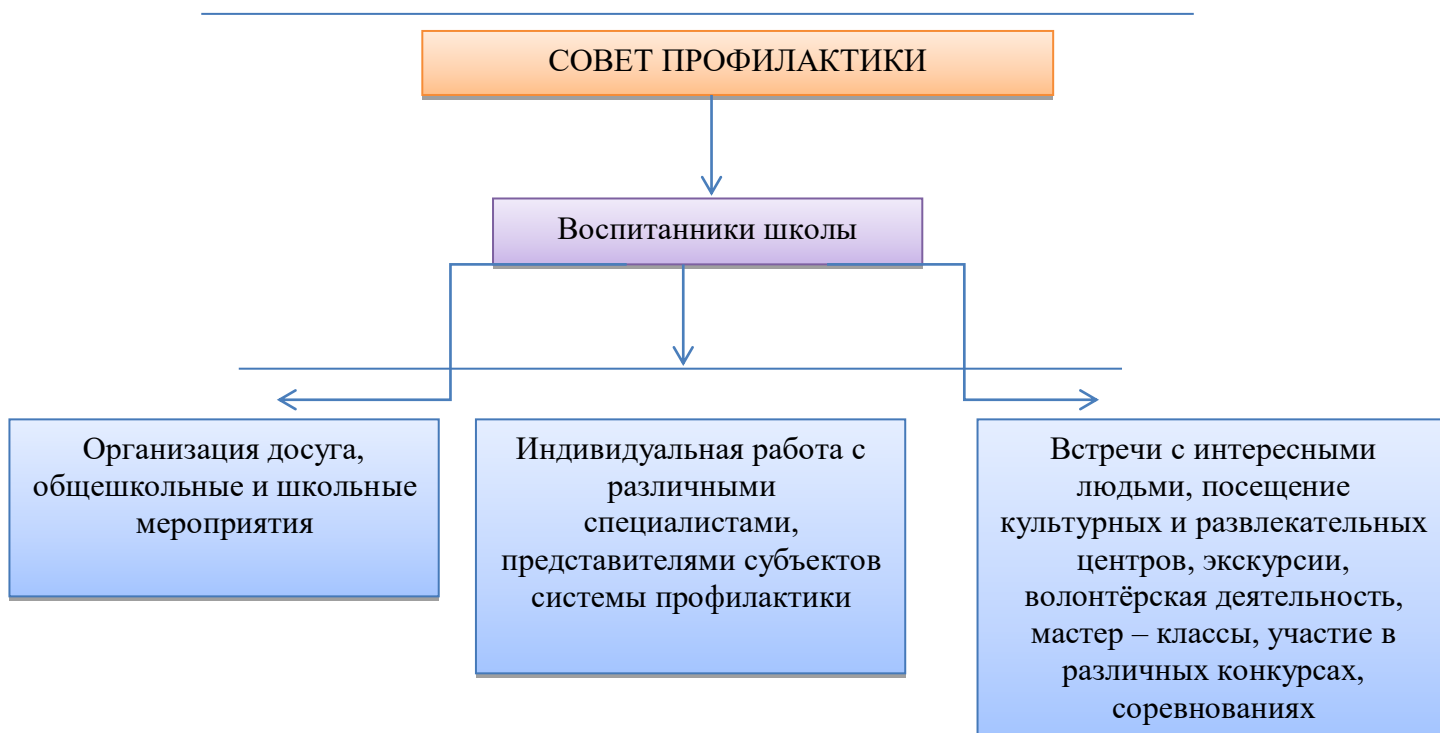 СОВЕТ ПРОФИЛАКТИКИ
Воспитанники школы
Организация досуга,
общешкольные и школьные
мероприятия
Индивидуальная работа с
различными
специалистами,
представителями субъектов
системы профилактики
Встречи с интересными
людьми, посещение
культурных и развлекательных
центров, экскурсии,
волонтёрская деятельность,
мастер – классы, участие в
различных конкурсах,
соревнованиях